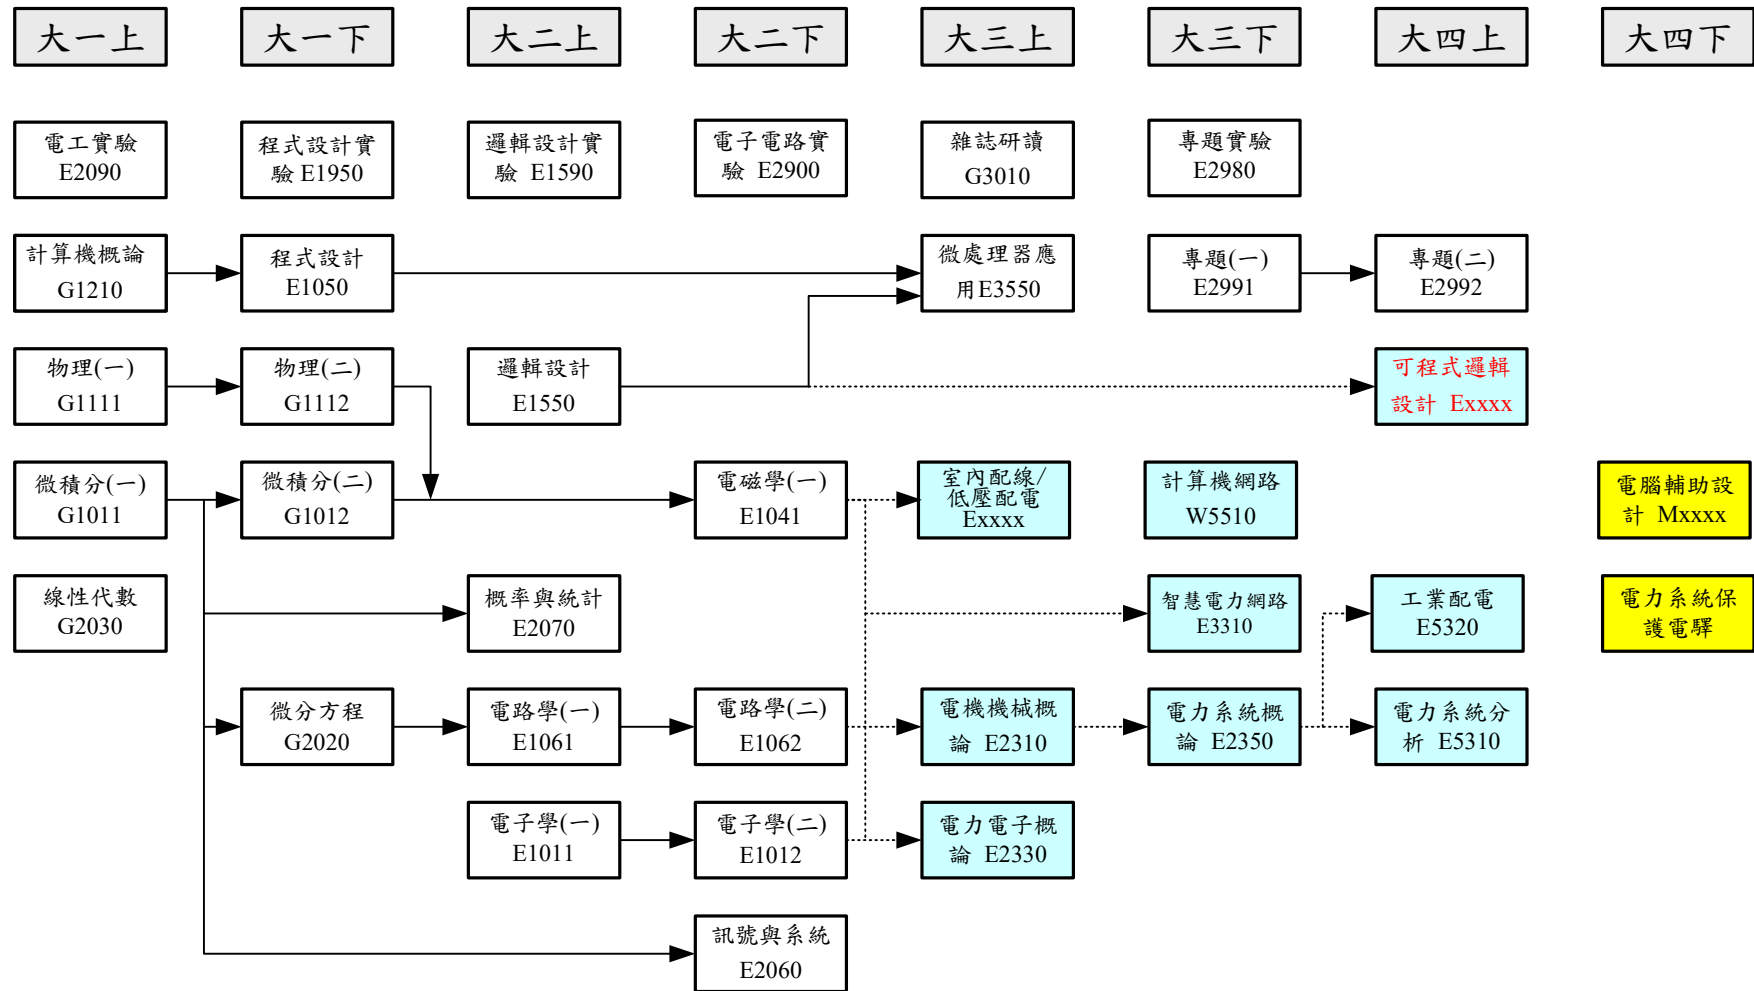 大一上
大一下
大二上
大二下
大三上
大三下
大四上
大四下
電工實驗
E2090
程式設計實
驗 E1950
邏輯設計實
驗 E1590
電子電路實
驗 E2900
雜誌研讀
G3010
專題實驗
E2980
計算機概論
G1210
程式設計
E1050
微處理器應
用E3550
專題(一)
E2991
專題(二)
E2992
物理(一)
G1111
物理(二)
G1112
邏輯設計
E1550
可程式邏輯
設計 Exxxx
微積分(一)
G1011
微積分(二)
G1012
電磁學(一)
E1041
室內配線/
低壓配電
Exxxx
計算機網路
W5510
電腦輔助設
計 Mxxxx
線性代數
G2030
概率與統計
E2070
智慧電力網路
E3310
工業配電
E5320
電力系統保
護電驛
微分方程
G2020
電路學(一)
E1061
電路學(二)
E1062
電機機械概
論 E2310
電力系統概
論 E2350
電力系統分
析 E5310
電子學(一)
E1011
電子學(二)
E1012
電力電子概
論 E2330
訊號與系統
E2060